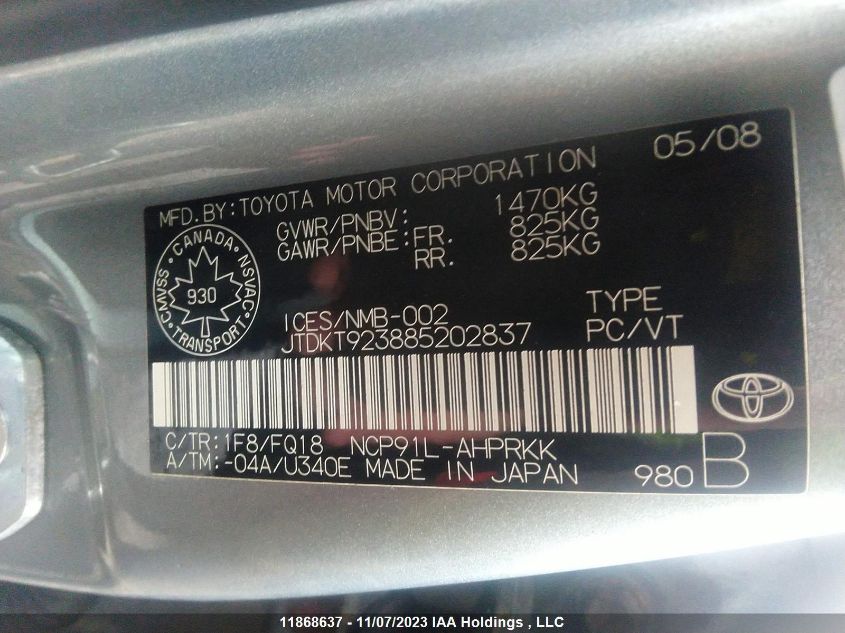 05/08
MFD.BY:TOYOTA MOTOR CORPORATION
GVWR/PNBV: 1470KG
GAWR/PNBE:FR. 825KG
RR. 825KG
CANADA
CMVSS NSVAC
930
TRANSPORT
ICES/NMB-002 TYPE
JTDKT923885202837 PC/VT
C/TR:1F8/FQ18 NCP91L-AHPRKK
A/TM:-04A/U340E MADE IN JAPAN 980 B
11868637 - 11/07/2023 IAA Holdings , LLC